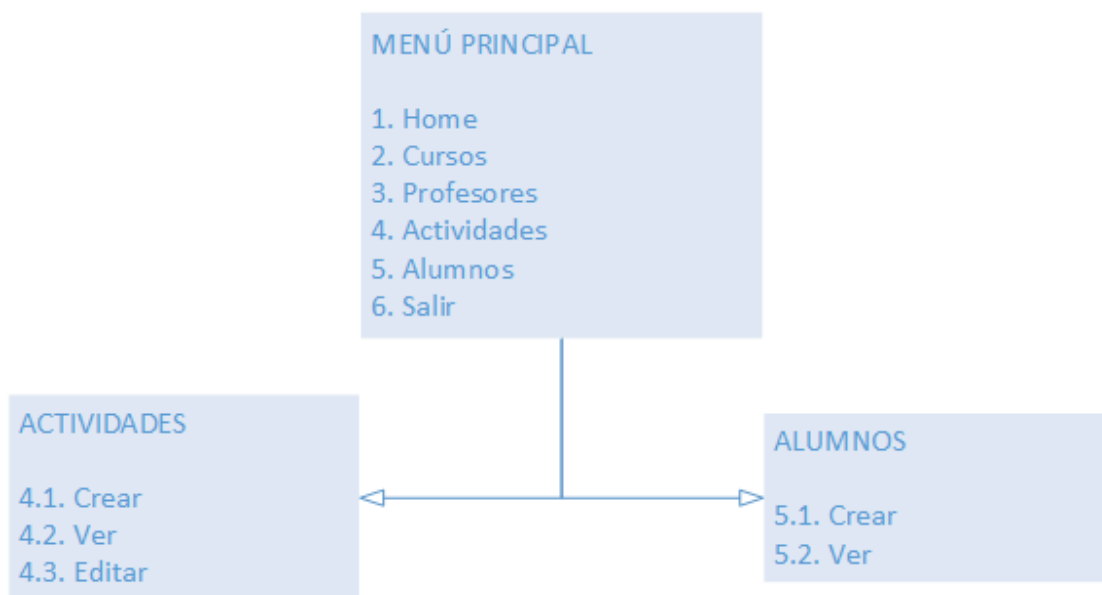 MENÚ PRINCIPAL
1. Home
2. Cursos
3. Profesores
4. Actividades
5. Alumnos
6. Salir
ACTIVIDADES
4.1. Crear
4.2. Ver
4.3. Editar
ALUMNOS
5.1. Crear
5.2. Ver